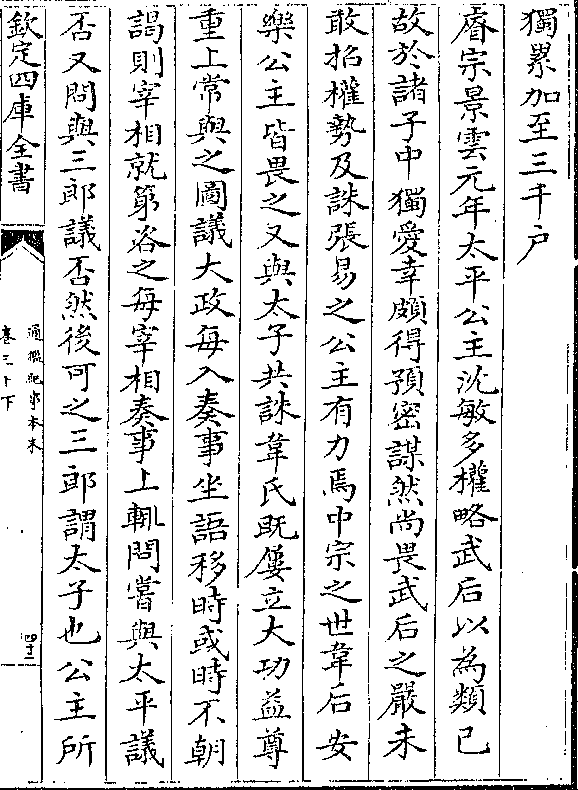 獨累加至三千户
睿宗景雲元年太平公主沈敏多權略武后以為類已
故於諸子中獨愛幸頗得預密謀然尚畏武后之嚴未
敢招權勢及誅張易之公主有力焉中宗之世韋后安
樂公主皆畏之又與太子共誅韋氏既屢立大功益尊
重上常與之圖議大政每入奏事坐語移時或時不朝
謁則宰相就第咨之每宰相奏事上輒問嘗與太平議
否又問與三郎議否然後可之三郎謂太子也公主所
欽定四庫全書
通鑑紀事本末
卷三十下
四十二